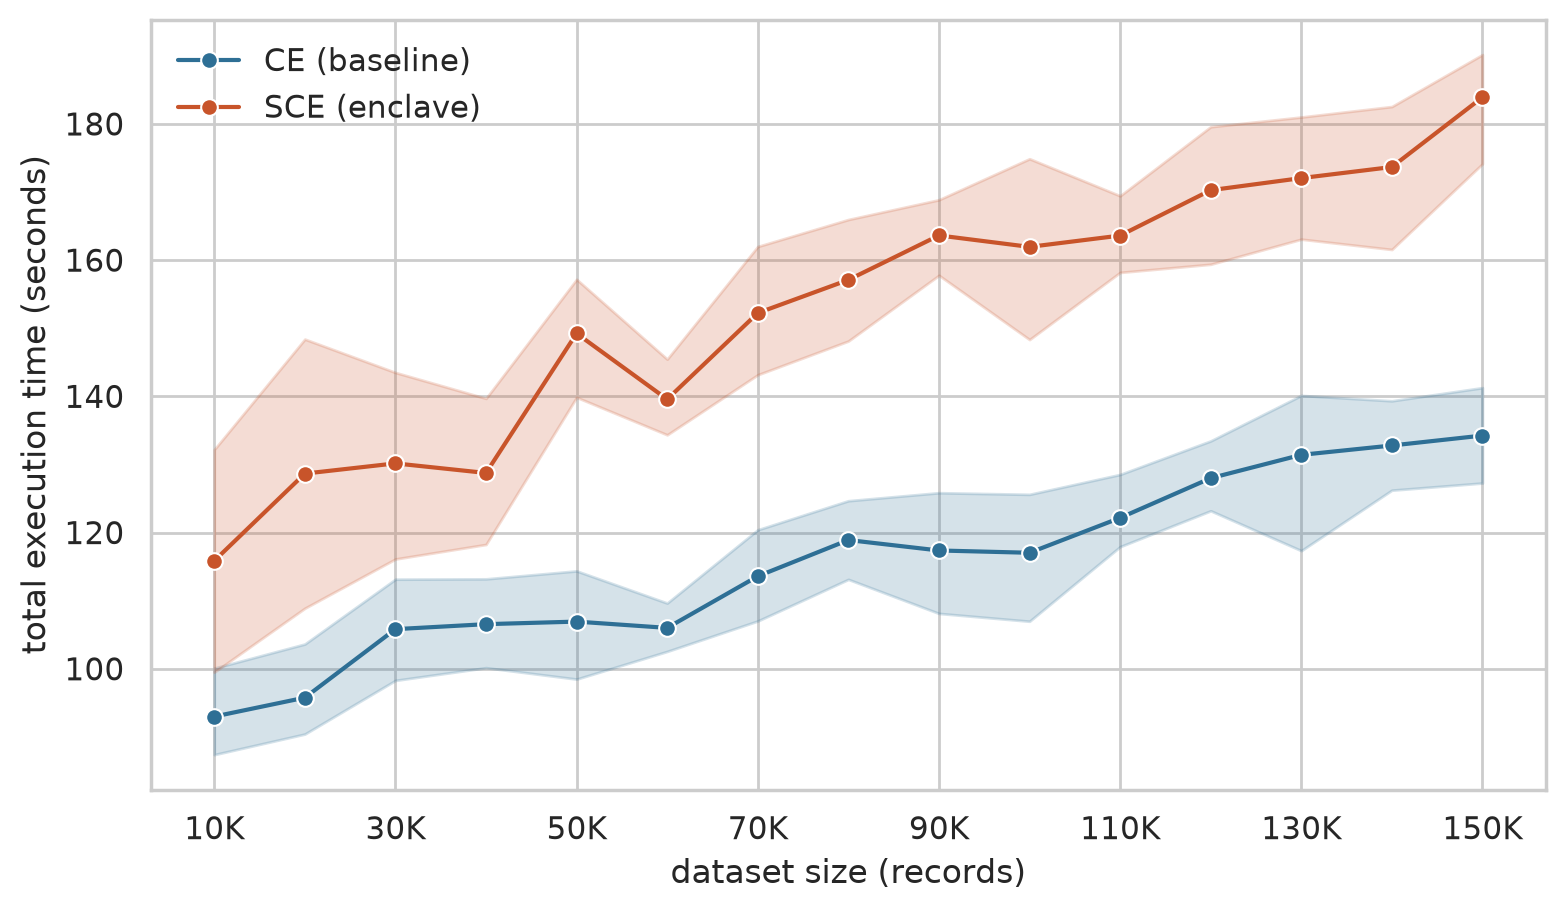 CE (baseline)
SCE (enclave)
total execution time (seconds)
180
160
140
120
100
10K 30K 50K 70K 90K 110K 130K 150K
dataset size (records)